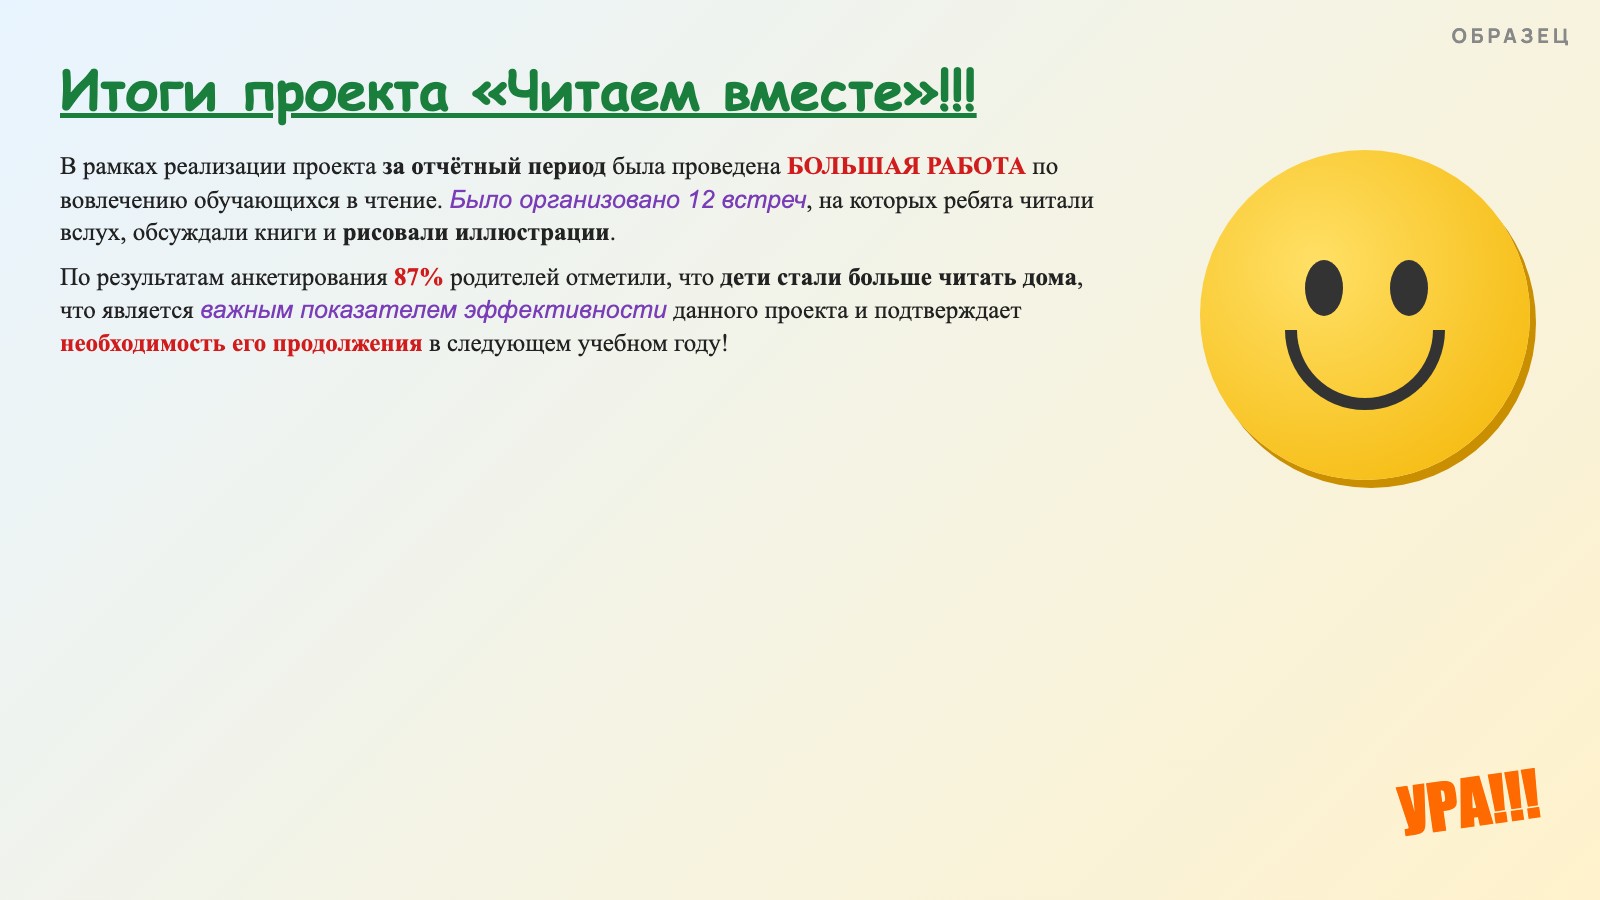 ОБРАЗЕЦ
Итоги проекта «Читаем вместе»!!!
В рамках реализации проекта за отчётный период была проведена БОЛЬШАЯ РАБОТА по
вовлечению обучающихся в чтение. Было организовано 12 встреч, на которых ребята читали
вслух, обсуждали книги и рисовали иллюстрации.
По результатам анкетирования 87% родителей отметили, что дети стали больше читать дома,
что является важным показателем эффективности данного проекта и подтверждает
необходимость его продолжения в следующем учебном году!
УРА!!!